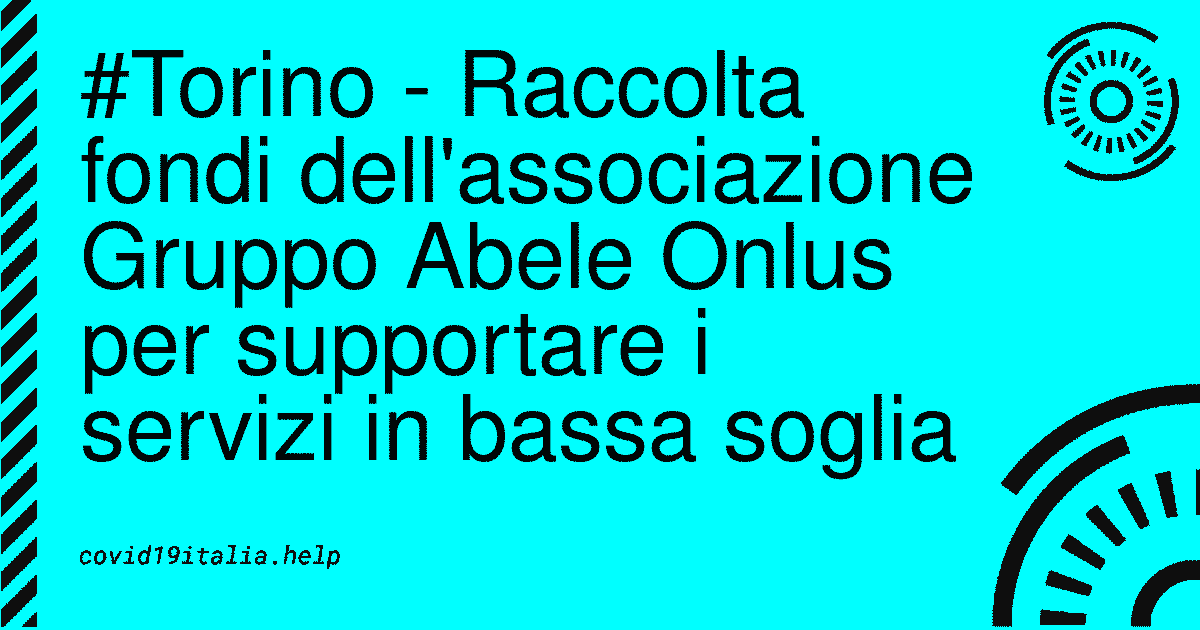 #Torino - Raccolta
fondi dell'associazione
Gruppo Abele Onlus
per supportare i
servizi in bassa soglia
covid19italia.help